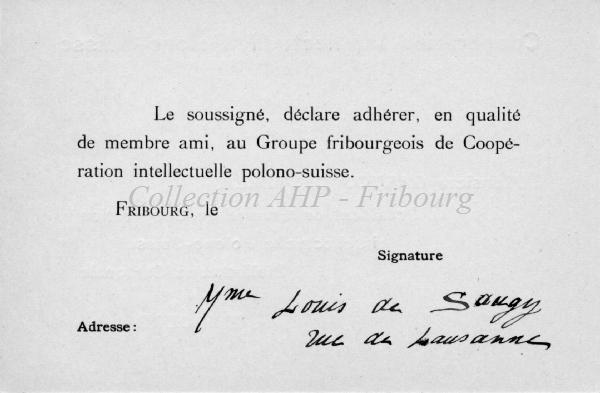 Le soussigné, déclare adhérer, en qualité
de membre ami, au Groupe fribourgeois de Coopé-
ration intellectuelle polono-suisse.
Collection AHP - Fribourg
FRIBOURG, le
Signature
Mme Louis de Saugy
Adresse: rue de Lausanne